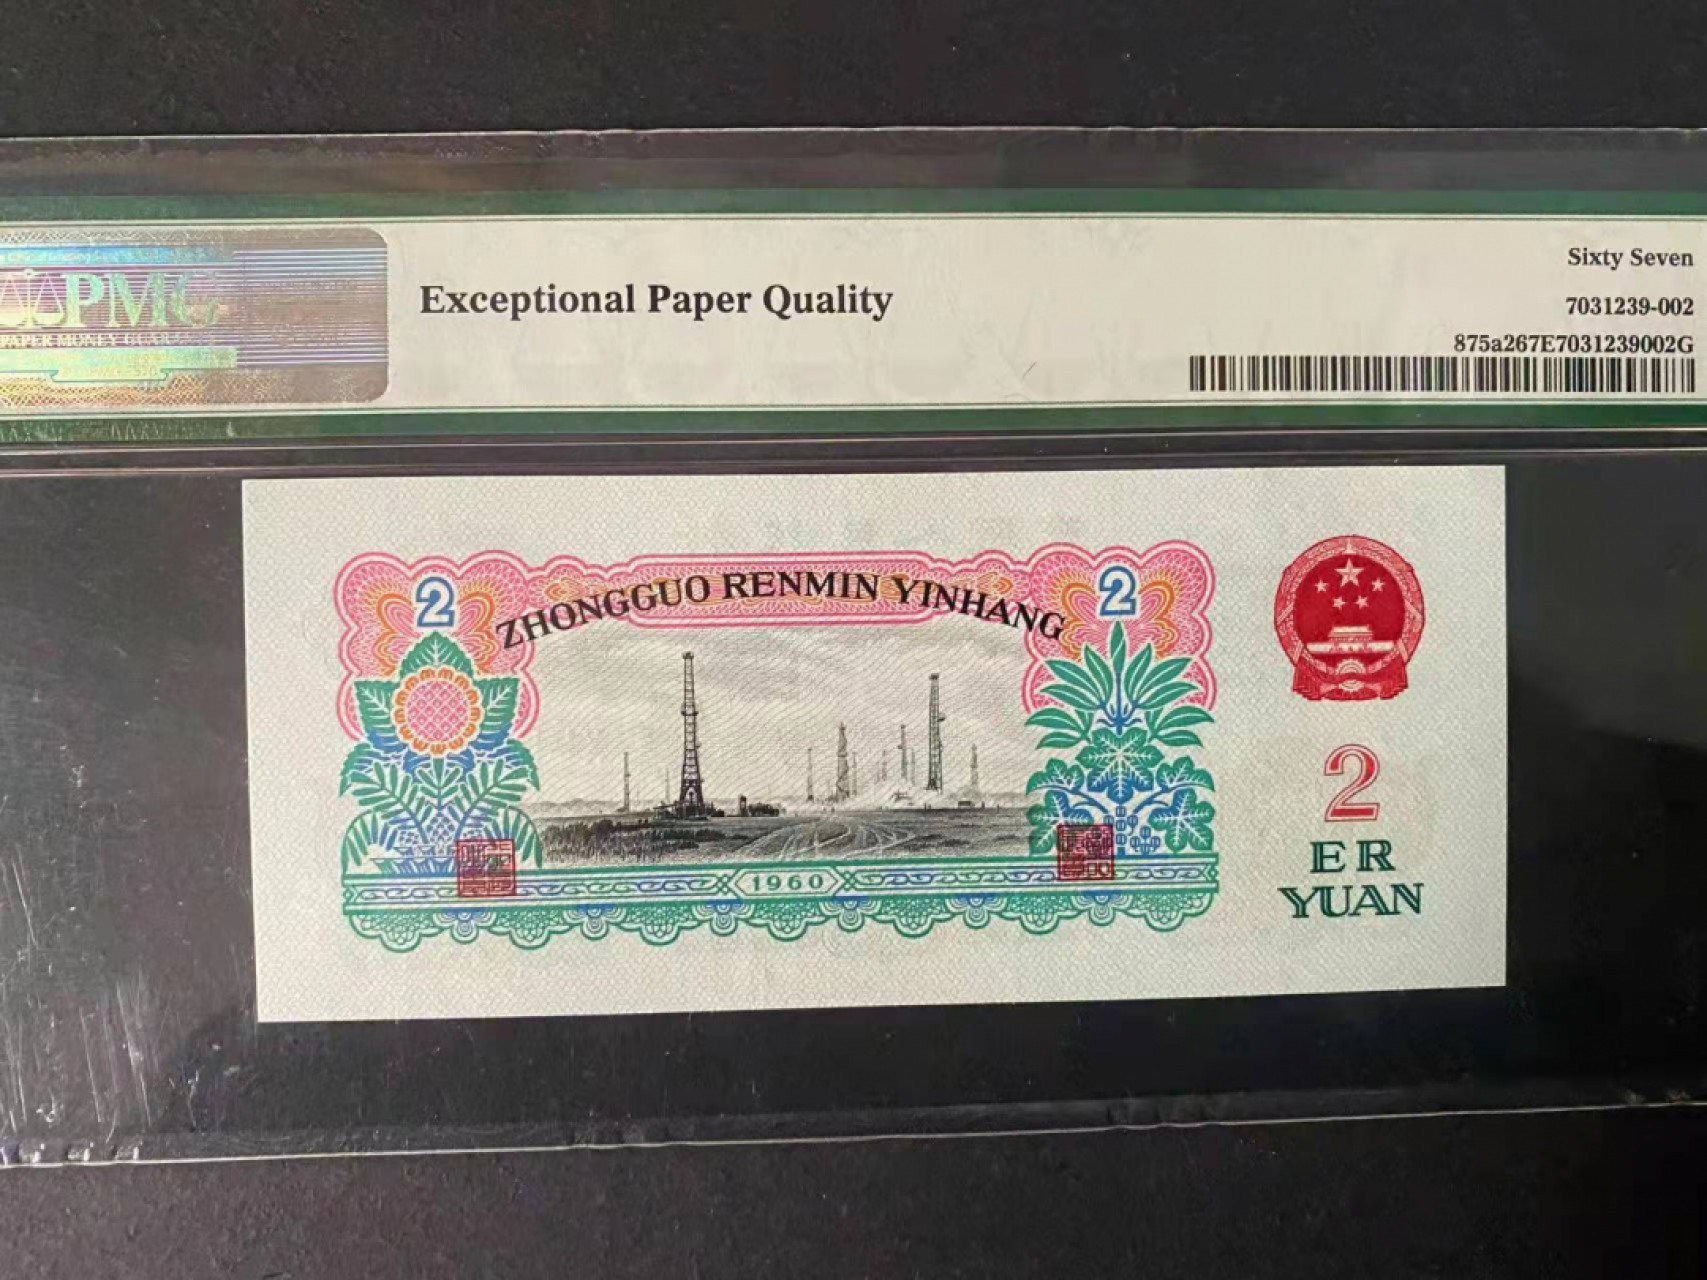 PMG
PAPER MONEY GUARANTY
Exceptional Paper Quality
Sixty Seven
7031239-002
875a267E7031239002G
2
ZHONGGUO RENMIN YINHANG
2
1960
2
ER
YUAN